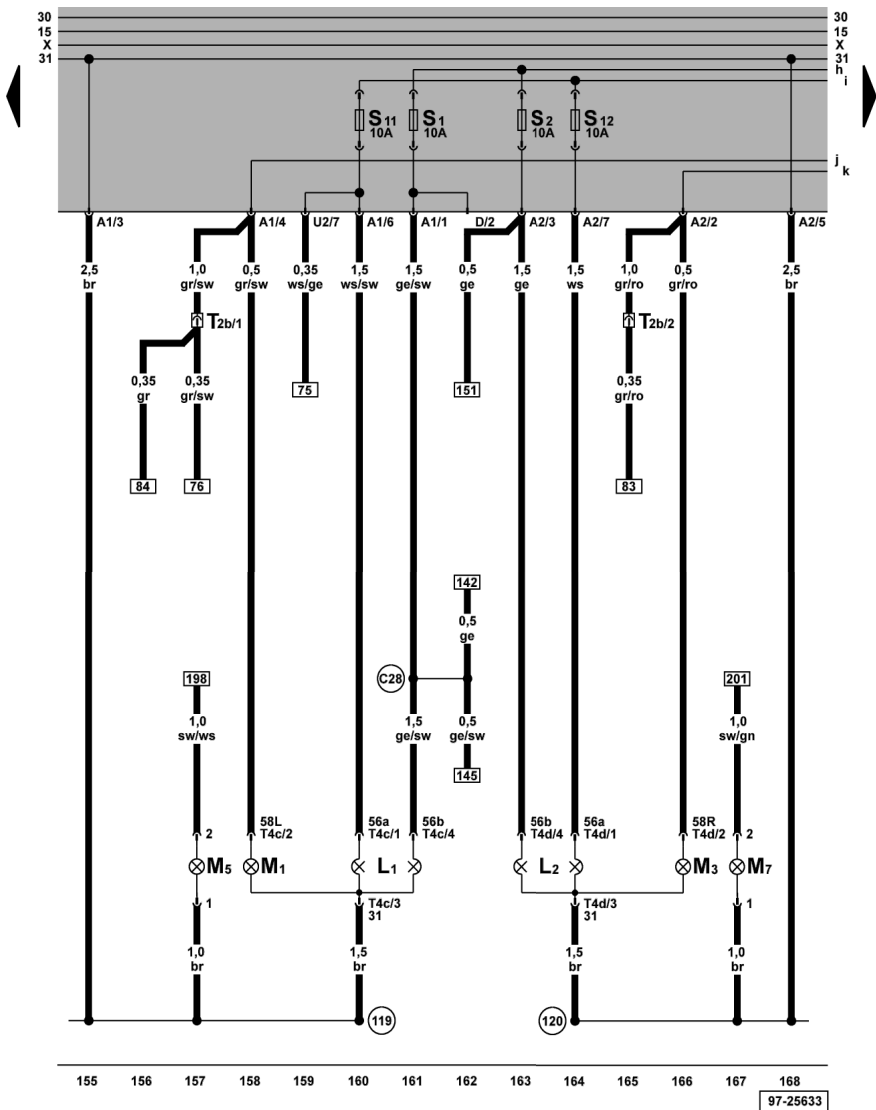 30 30
15 15
X X
31 31
h
i
S11 S1 S2 S12
10A 10A 10A 10A
j
k
A1/3 A1/4 U2/7 A1/6 A1/1 D/2 A2/3 A2/7 A2/2 A2/5
2,5 1,0 0,5 0,35 1,5 1,5 0,5 1,5 1,5 1,0 0,5 2,5
br gr/sw gr/sw ws/ge ws/sw ge/sw ge ge ws gr/ro gr/ro br
T2b/1 T2b/2
0,35 0,35 0,35
gr gr/sw gr/ro
75 151
84 76 83
142
0,5
ge
198 C28 201
1,0 1,5 0,5 1,0
sw/ws ge/sw ge/sw sw/gn
145
58L 56a 56b 56b 56a 58R
2 T4c/2 T4c/1 T4c/4 T4d/4 T4d/1 T4d/2 2
M5 M1 L1 L2 M3 M7
1 T4c/3 T4d/3 1
31 31
1,0 1,5 1,5 1,0
br br br br
119 120
155 156 157 158 159 160 161 162 163 164 165 166 167 168
97-25633